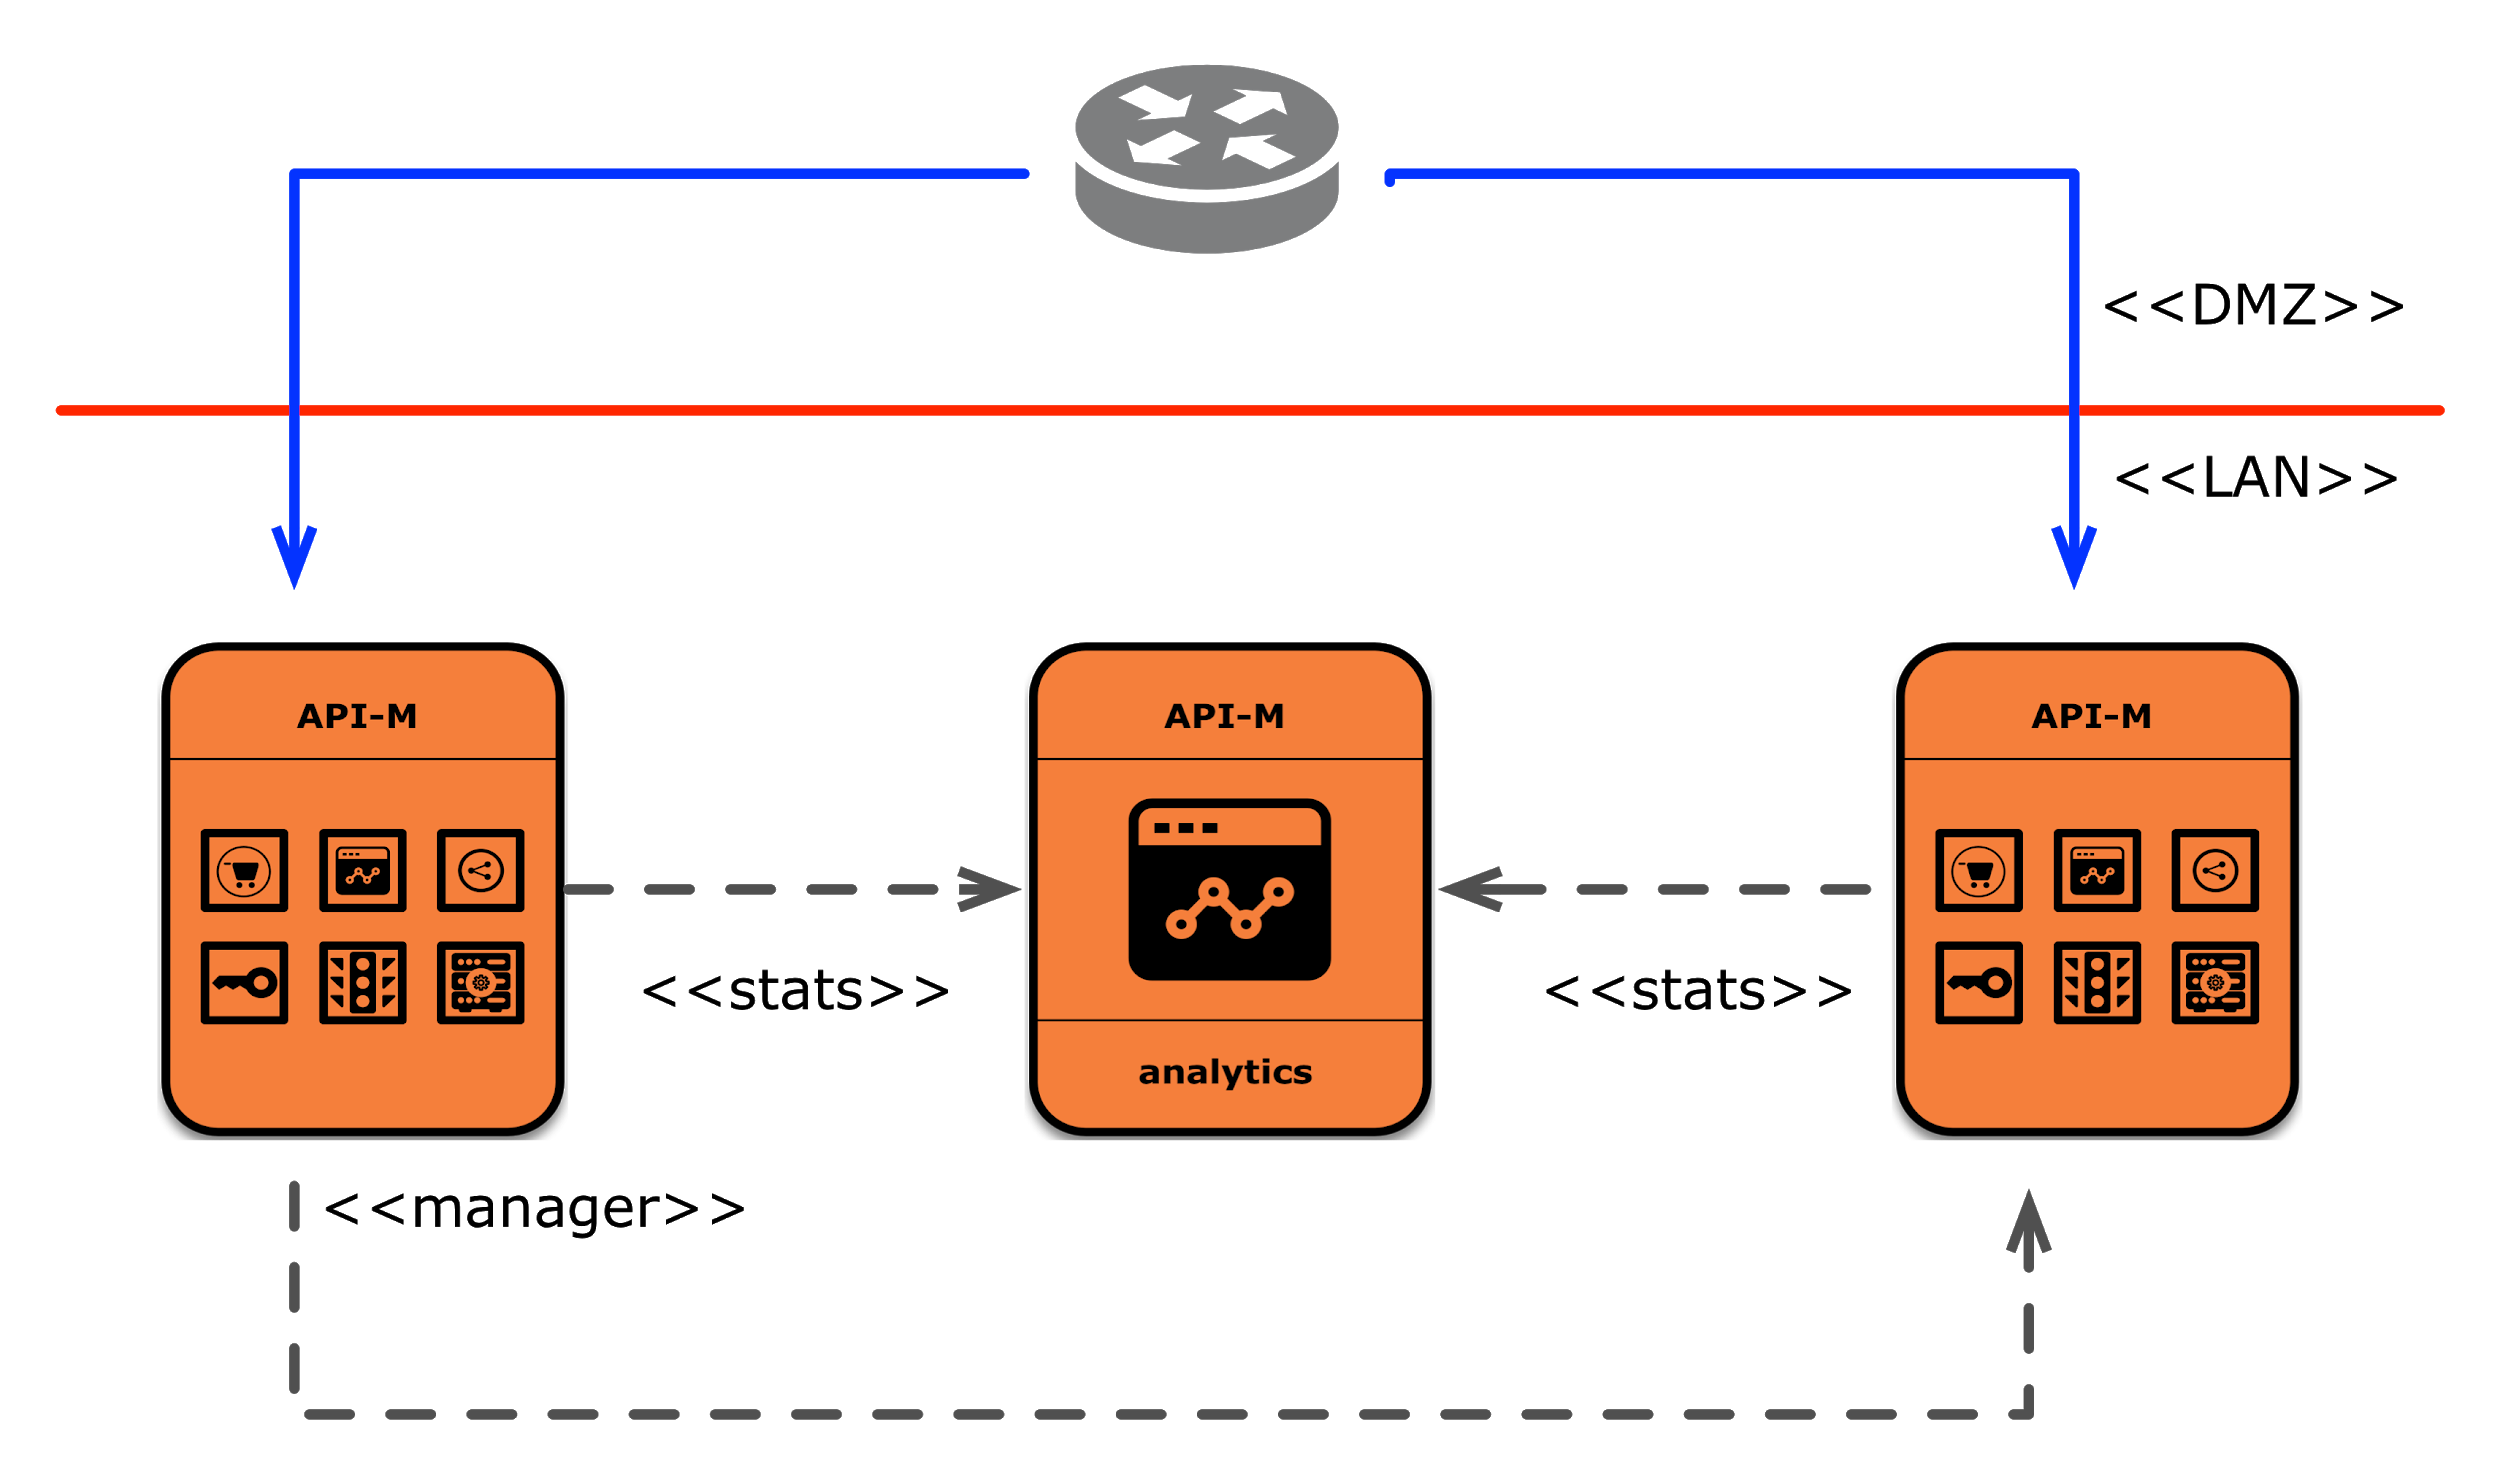 <<DMZ>>
<<LAN>>
API-M
API-M
API-M
<<stats>>
<<stats>>
analytics
<<manager>>